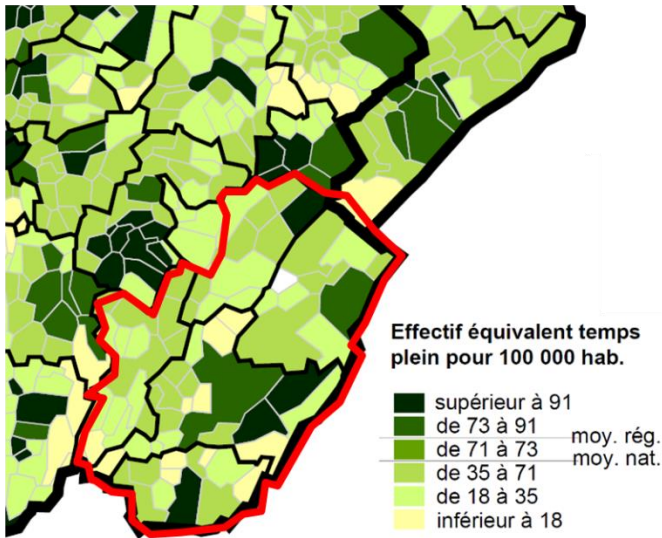 Effectif équivalent temps
plein pour 100 000 hab.
supérieur à 91
de 73 à 91
moy. rég.
de 71 à 73
moy. nat.
de 35 à 71
de 18 à 35
inférieur à 18